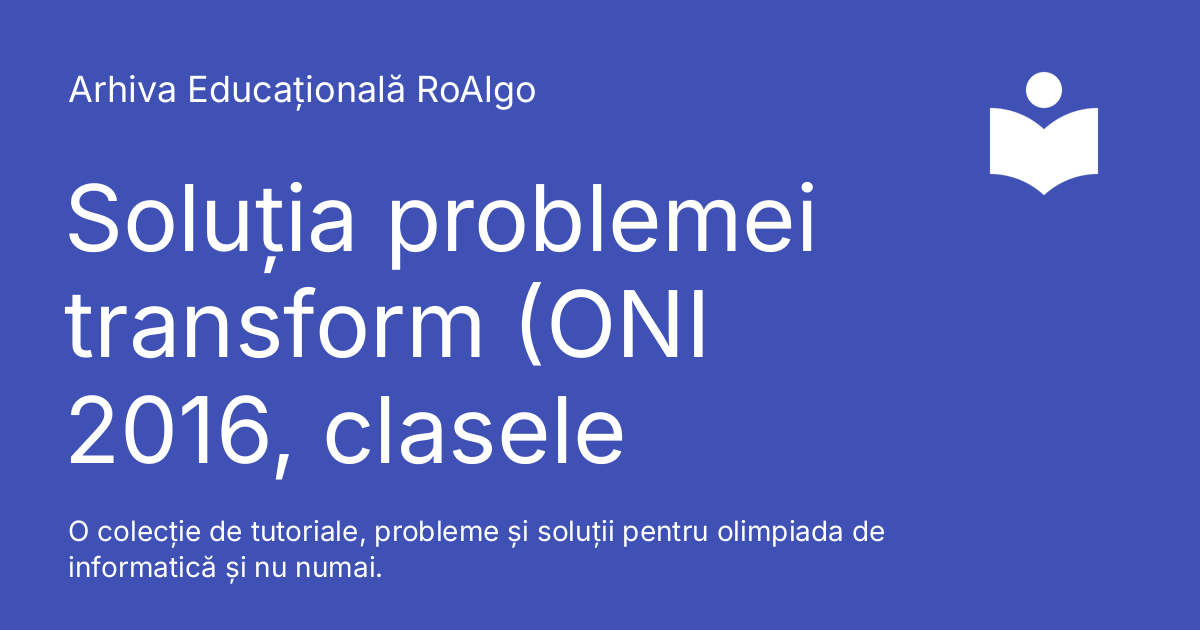 Arhiva Educațională RoAlgo
Soluția problemei
transform (ONI
2016, clasele
O colecție de tutoriale, probleme și soluții pentru olimpiada de
informatică și nu numai.